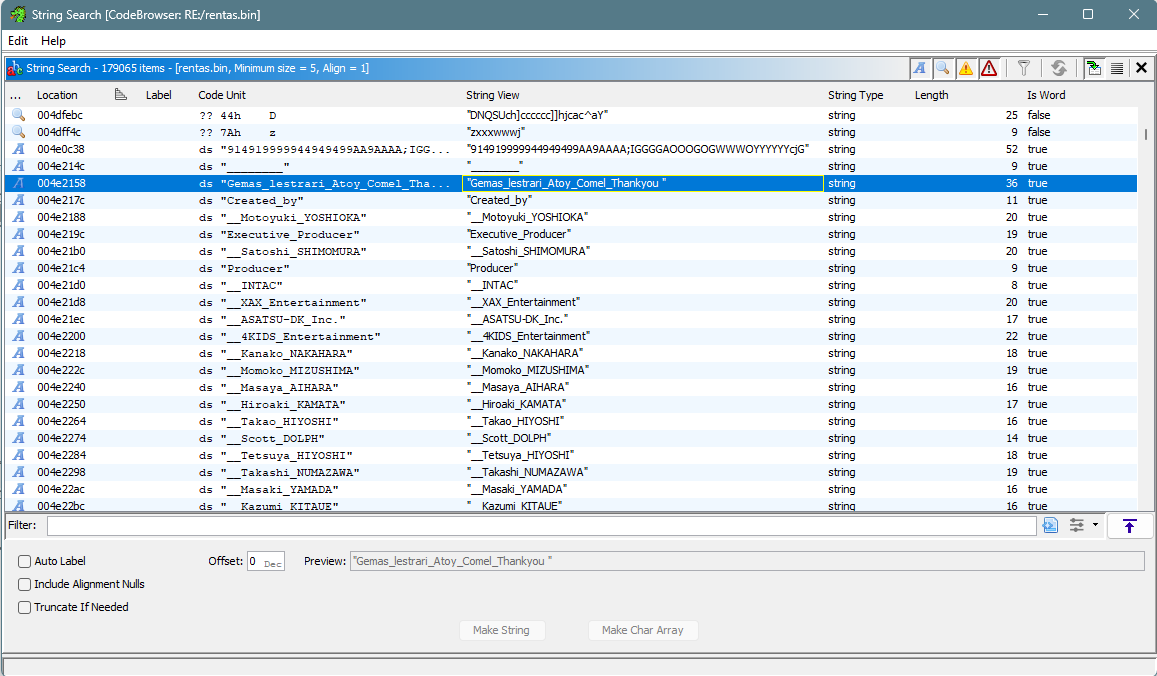 String Search [CodeBrowser: RE:/rentas.bin]
Edit Help
String Search - 179065 items - [rentas.bin, Minimum size = 5, Align = 1]
... Location Label Code Unit String View String Type Length Is Word
004dfebc ?? 44h D "DNQSUch]cccccc]]hjcac^aY" string 25 false
004dff4c ?? 7Ah z "zxxxwwwj" string 9 false
004e0c38 ds "914919999944949499AA9AAAA;IGG... "914919999944949499AA9AAAA;IGGGGAOOOGOGWWWOYYYYYYcjG" string 52 true
004e214c ds "________" "________" string 9 true
004e2158 ds "Gemas_lestrari_Atoy_Comel_Tha... "Gemas_lestrari_Atoy_Comel_Thankyou " string 36 true
004e217c ds "Created_by" "Created_by" string 11 true
004e2188 ds "__Motoyuki_YOSHIOKA" "__Motoyuki_YOSHIOKA" string 20 true
004e219c ds "Executive_Producer" "Executive_Producer" string 19 true
004e21b0 ds "__Satoshi_SHIMOMURA" "__Satoshi_SHIMOMURA" string 20 true
004e21c4 ds "Producer" "Producer" string 9 true
004e21d0 ds "__INTAC" "__INTAC" string 8 true
004e21d8 ds "__XAX_Entertainment" "__XAX_Entertainment" string 20 true
004e21ec ds "__ASATSU-DK_Inc." "__ASATSU-DK_Inc." string 17 true
004e2200 ds "__4KIDS_Entertainment" "__4KIDS_Entertainment" string 22 true
004e2218 ds "__Kanako_NAKAHARA" "__Kanako_NAKAHARA" string 18 true
004e222c ds "__Momoko_MIZUSHIMA" "__Momoko_MIZUSHIMA" string 19 true
004e2240 ds "__Masaya_AIHARA" "__Masaya_AIHARA" string 16 true
004e2250 ds "__Hiroaki_KAMATA" "__Hiroaki_KAMATA" string 17 true
004e2264 ds "__Takao_HIYOSHI" "__Takao_HIYOSHI" string 16 true
004e2274 ds "__Scott_DOLPH" "__Scott_DOLPH" string 14 true
004e2284 ds "__Tetsuya_HIYOSHI" "__Tetsuya_HIYOSHI" string 18 true
004e2298 ds "__Takashi_NUMAZAWA" "__Takashi_NUMAZAWA" string 19 true
004e22ac ds "__Masaki_YAMADA" "__Masaki_YAMADA" string 16 true
004e22bc ds "__Kazumi_KITAUE" "__Kazumi_KITAUE" string 16 true
Filter:
Auto Label Offset: 0 Dec Preview: "Gemas_lestrari_Atoy_Comel_Thankyou "
Include Alignment Nulls
Truncate If Needed
Make String Make Char Array